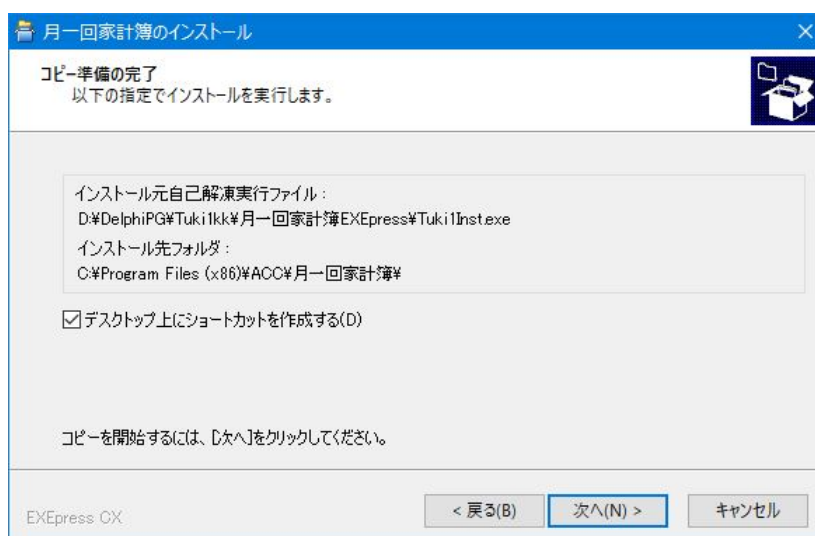 月一回家計簿のインストール
コピー準備の完了
以下の指定でインストールを実行します。
インストール元自己解凍実行ファイル：
D:¥DelphiPG¥Tuki1kk¥月一回家計簿EXEpress¥Tuki1Inst.exe
インストール先フォルダ：
C:¥Program Files (x86)¥ACC¥月一回家計簿¥
デスクトップ上にショートカットを作成する(D)
コピーを開始するには、[次へ]をクリックしてください。
EXEpress CX
< 戻る(B)
次へ(N) >
キャンセル